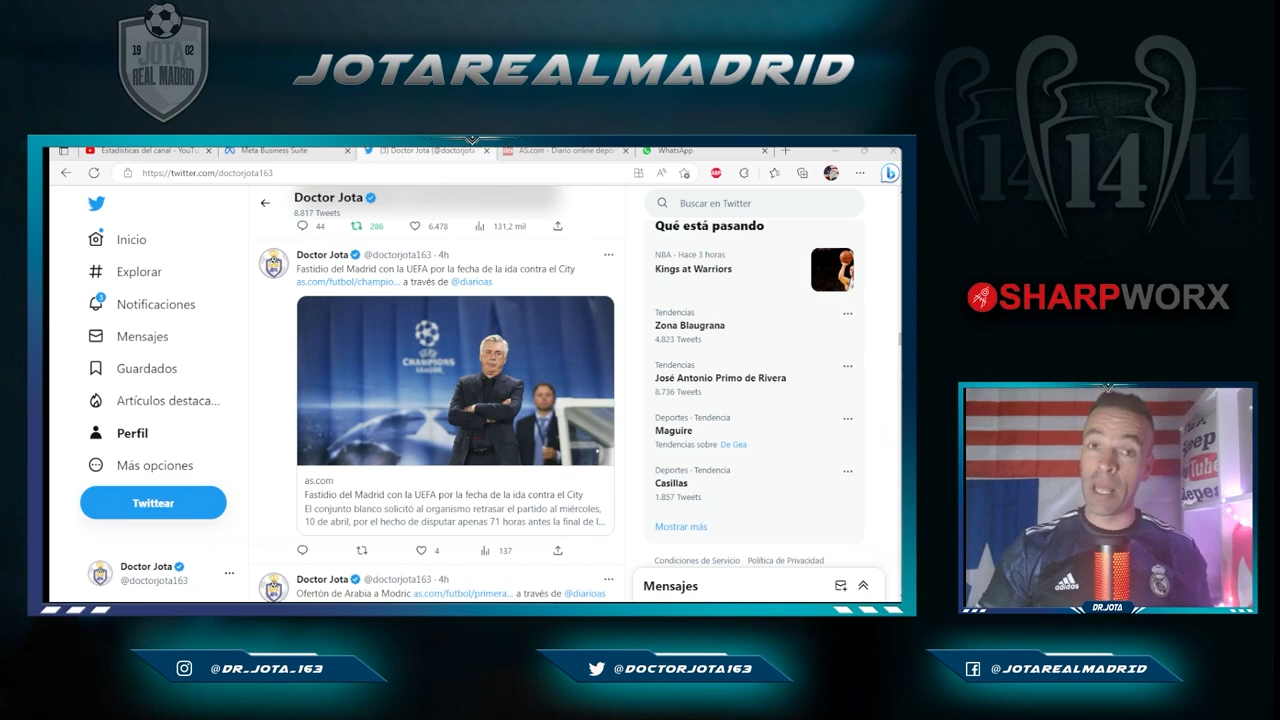 19 02
JOTA
REAL MADRID
JOTAREALMADRID
14 14 14
Estadísticas del canal - YouTu
Meta Business Suite
(3) Doctor Jota (@doctorjota
AS.com - Diario online depor
WhatsApp
https://twitter.com/doctorjota163
Doctor Jota
8.817 Tweets
Buscar en Twitter
44 286 6.478 131,2 mil
Qué está pasando
Inicio
Explorar
Notificaciones
3
Mensajes
Guardados
Artículos destaca...
Perfil
Más opciones
Twittear
Doctor Jota
@doctorjota163
Doctor Jota @doctorjota163 · 4h
Fastidio del Madrid con la UEFA por la fecha de la ida contra el City
as.com/futbol/champio... a través de @diarioas
CHAMPIONS
LEAGUE
as.com
Fastidio del Madrid con la UEFA por la fecha de la ida contra el City
El conjunto blanco solicitó al organismo retrasar el partido al miércoles,
10 de abril, por el hecho de disputar apenas 71 horas antes la final de l...
4 137
Doctor Jota @doctorjota163 · 4h
Ofertón de Arabia a Modric as.com/futbol/primera... a través de @diarioas
NBA · Hace 3 horas
Kings at Warriors
Tendencias
Zona Blaugrana
4.823 Tweets
Tendencias
José Antonio Primo de Rivera
8.736 Tweets
Deportes · Tendencia
Maguire
Tendencias sobre De Gea
Deportes · Tendencia
Casillas
1.857 Tweets
Mostrar más
Condiciones de Servicio Política de Privacidad
Mensajes
SHARPWORX
adidas
DR.JOTA
@DR_JOTA_163
@DOCTORJOTA163
@JOTAREALMADRID